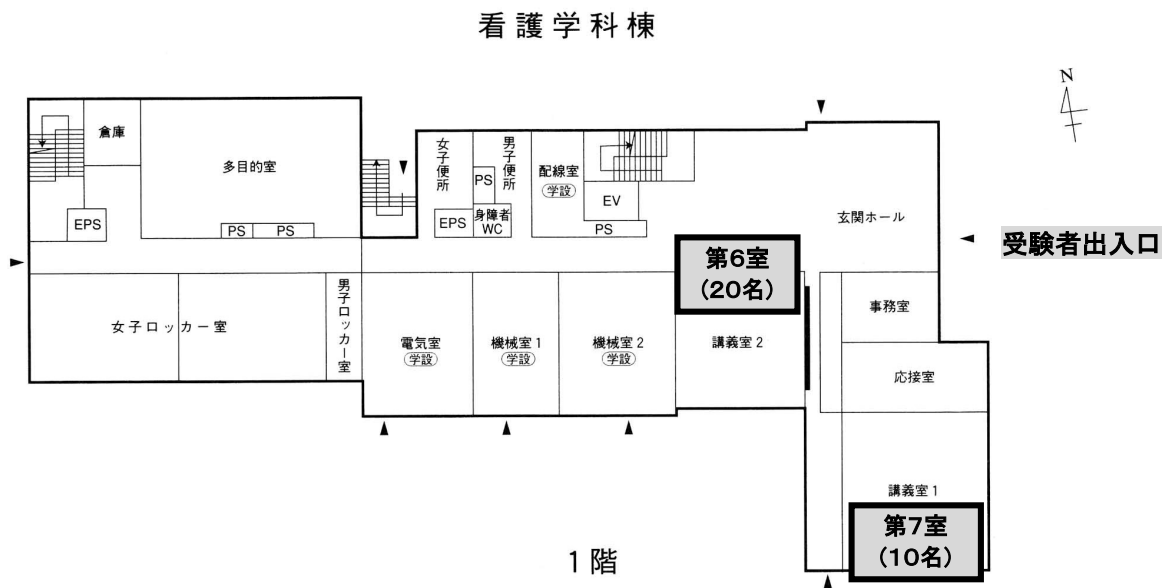 看護学科棟
N
倉庫
多目的室
EPS
PS
PS
女子便所
男子便所
PS
EPS
身障者
WC
配線室
学設
EV
PS
玄関ホール
受験者出入口
第6室
(20名)
女子ロッカー室
男子ロッカー室
電気室
学設
機械室1
学設
機械室2
学設
講義室2
事務室
応接室
講義室1
第7室
(10名)
1階